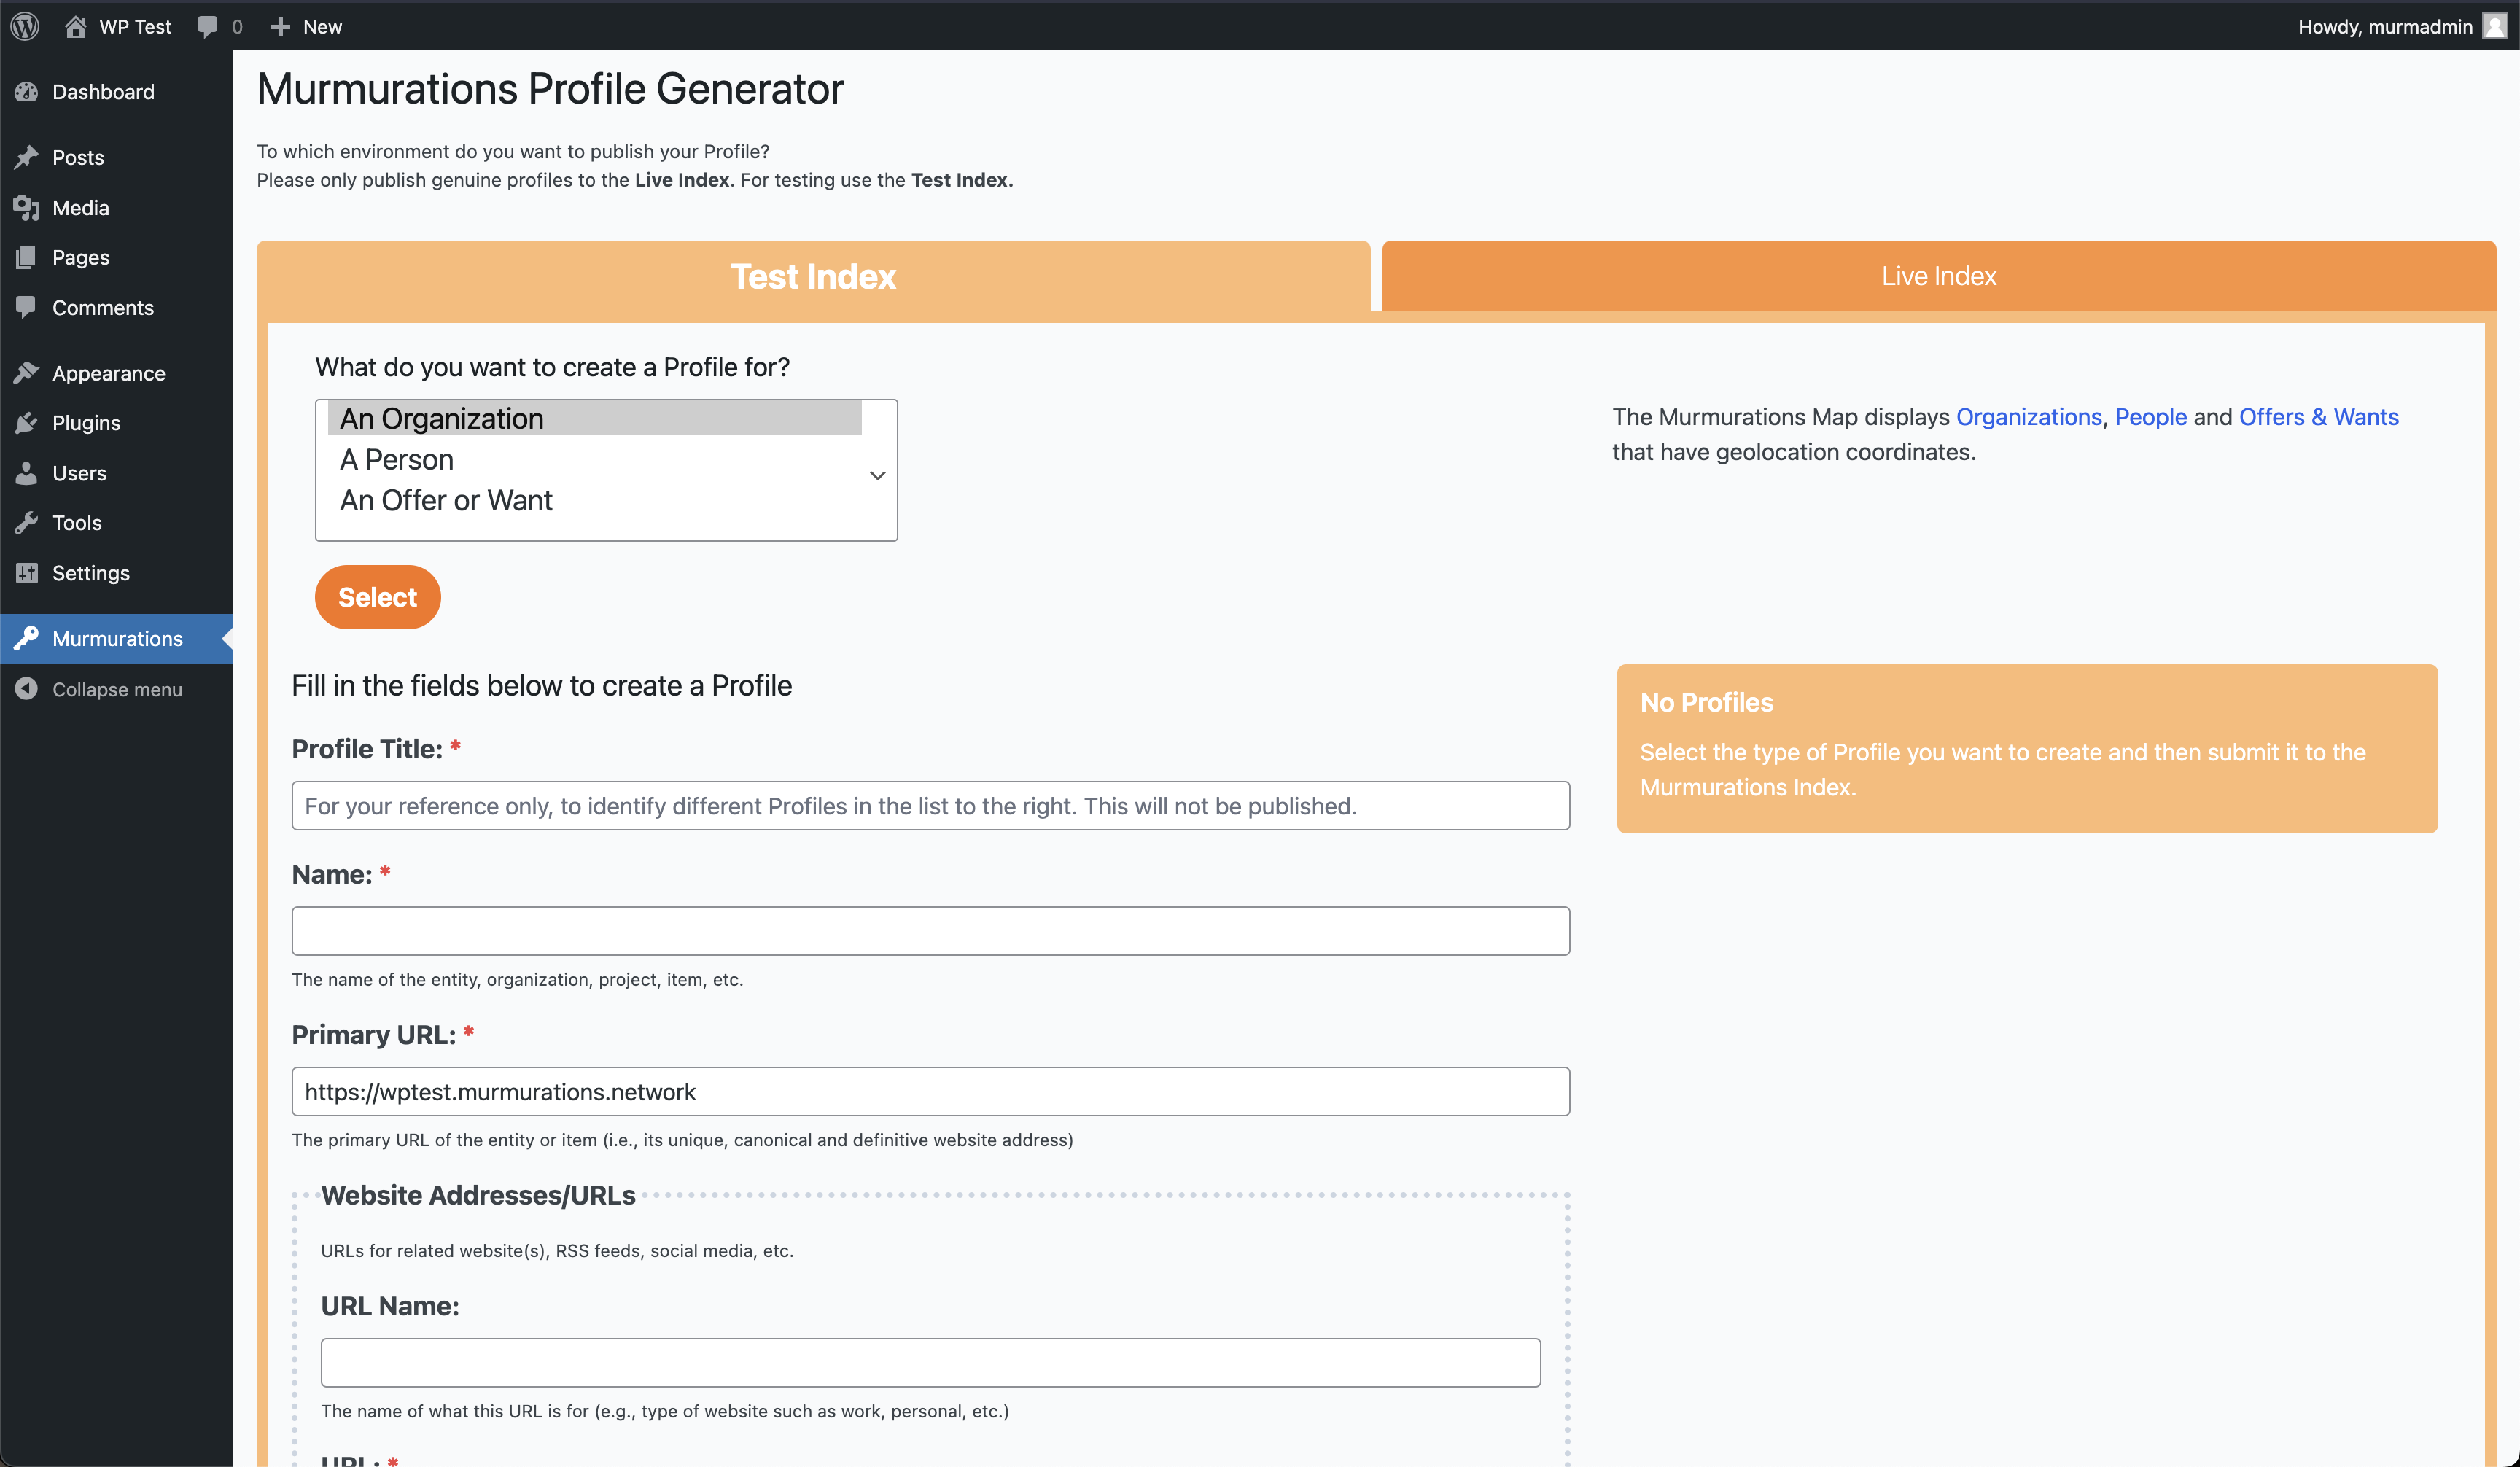 WP Test
0
New
Howdy, murmadmin
Dashboard
Posts
Media
Pages
Comments
Appearance
Plugins
Users
Tools
Settings
Murmurations
Collapse menu
Murmurations Profile Generator
To which environment do you want to publish your Profile?
Please only publish genuine profiles to the Live Index. For testing use the Test Index.
Test Index
Live Index
What do you want to create a Profile for?
An Organization
A Person
An Offer or Want
Select
The Murmurations Map displays Organizations, People and Offers & Wants
that have geolocation coordinates.
Fill in the fields below to create a Profile
Profile Title: *
For your reference only, to identify different Profiles in the list to the right. This will not be published.
Name: *
The name of the entity, organization, project, item, etc.
Primary URL: *
https://wptest.murmurations.network
The primary URL of the entity or item (i.e., its unique, canonical and definitive website address)
Website Addresses/URLs
URLs for related website(s), RSS feeds, social media, etc.
URL Name:
The name of what this URL is for (e.g., type of website such as work, personal, etc.)
URL: *
No Profiles
Select the type of Profile you want to create and then submit it to the
Murmurations Index.